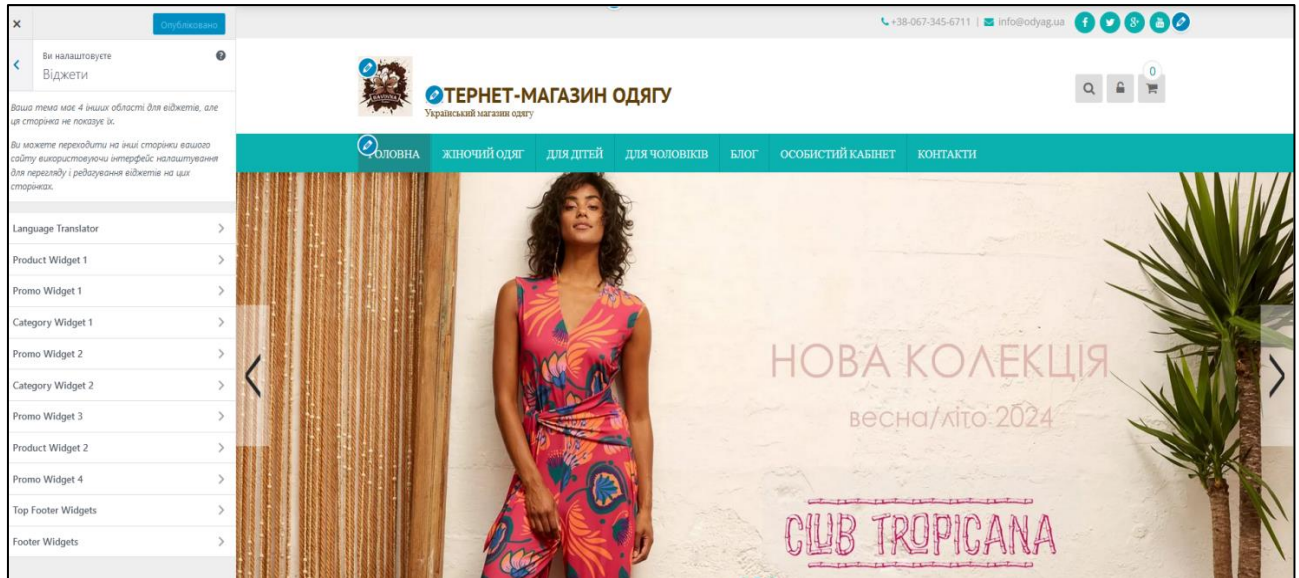 Опубліковано
Ви налаштовуєте
Віджети
Ваша тема має 4 інших області для віджетів, але
ця сторінка не показує їх.
Ви можете переходити на інші сторінки вашого
сайту використовуючи інтерфейс налаштування
для перегляду і редагування віджетів на цих
сторінках.
Language Translator
Product Widget 1
Promo Widget 1
Category Widget 1
Promo Widget 2
Category Widget 2
Promo Widget 3
Product Widget 2
Promo Widget 4
Top Footer Widgets
Footer Widgets
+38-067-345-6711 | info@odyag.ua
ТЕРНЕТ-МАГАЗИН ОДЯГУ
Український магазин одягу
0
ГОЛОВНА ЖІНОЧИЙ ОДЯГ ДЛЯ ДІТЕЙ ДЛЯ ЧОЛОВІКІВ БЛОГ ОСОБИСТИЙ КАБІНЕТ КОНТАКТИ
НОВА КОЛЕКЦІЯ
весна/літо 2024
CLUB TROPICANA